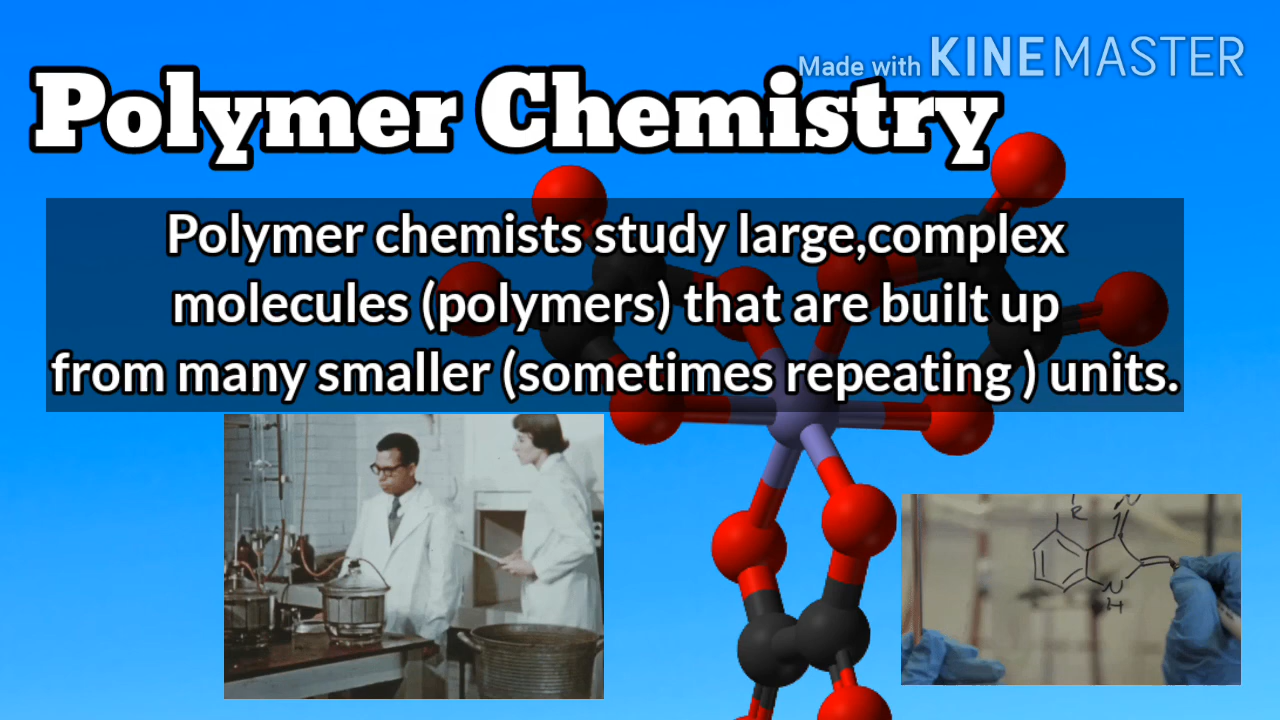 Made with KINEMASTER
Polymer Chemistry
Polymer chemists study large,complex
molecules (polymers) that are built up
from many smaller (sometimes repeating ) units.
R
N
H